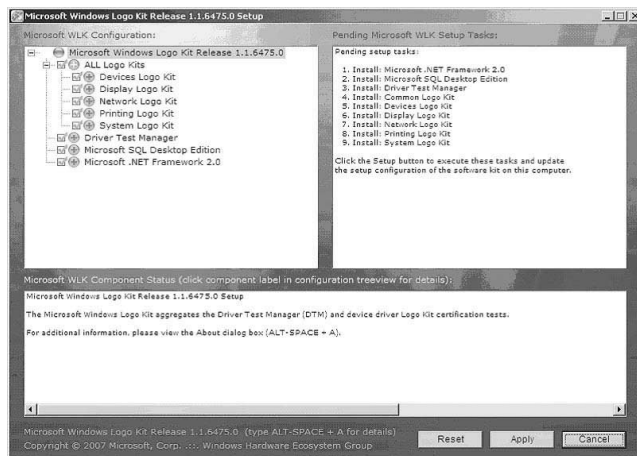 Microsoft Windows Logo Kit Release 1.1.6475.0 Setup
Microsoft WLK Configuration:
Microsoft Windows Logo Kit Release 1.1.6475.0
ALL Logo Kits
Devices Logo Kit
Display Logo Kit
Network Logo Kit
Printing Logo Kit
System Logo Kit
Driver Test Manager
Microsoft SQL Desktop Edition
Microsoft .NET Framework 2.0
Pending Microsoft WLK Setup Tasks:
Pending setup tasks:
1. Install: Microsoft .NET Framework 2.0
2. Install: Microsoft SQL Desktop Edition
3. Install: Driver Test Manager
4. Install: Common Logo Kit
5. Install: Devices Logo Kit
6. Install: Display Logo Kit
7. Install: Network Logo Kit
8. Install: Printing Logo Kit
9. Install: System Logo Kit
Click the Setup button to execute these tasks and update
the setup configuration of the software kit on this computer.
Microsoft WLK Component Status (click component label in configuration treeview for details):
Microsoft Windows Logo Kit Release 1.1.6475.0 Setup
The Microsoft Windows Logo Kit aggregates the Driver Test Manager (DTM) and device driver Logo Kit certification tests.
For additional information, please view the About dialog box (ALT-SPACE + A).
Microsoft Windows Logo Kit Release 1.1.6475.0 (type ALT-SPACE + A for details)
Copyright © 2007 Microsoft, Corp. .::. Windows Hardware Ecosystem Group
Reset
Apply
Cancel